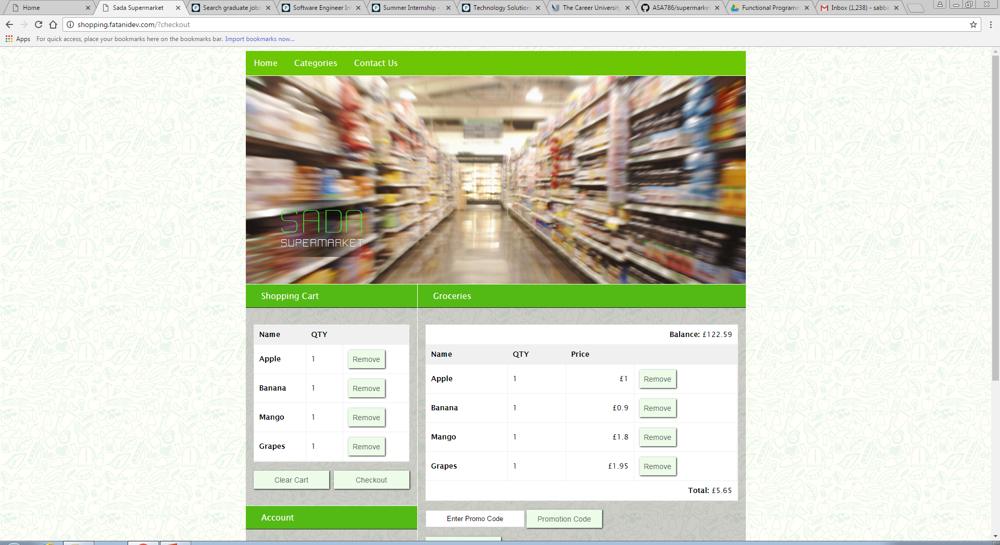 Home
Sada Supermarket
Search graduate jobs
Software Engineer In
Summer Internship -
Technology Solution
The Career University
ASA786/supermarke
Functional Programm
Inbox (1,238) - sabba
shopping.fatanidev.com/?checkout
Apps
For quick access, place your bookmarks here on the bookmarks bar. Import bookmarks now...
Home Categories Contact Us
SADA
SUPERMARKET
Shopping Cart
Name QTY
Apple 1 Remove
Banana 1 Remove
Mango 1 Remove
Grapes 1 Remove
Clear Cart Checkout
Account
Groceries
Balance: £122.59
Name QTY Price
Apple 1 £1 Remove
Banana 1 £0.9 Remove
Mango 1 £1.8 Remove
Grapes 1 £1.95 Remove
Total: £5.65
Enter Promo Code Promotion Code